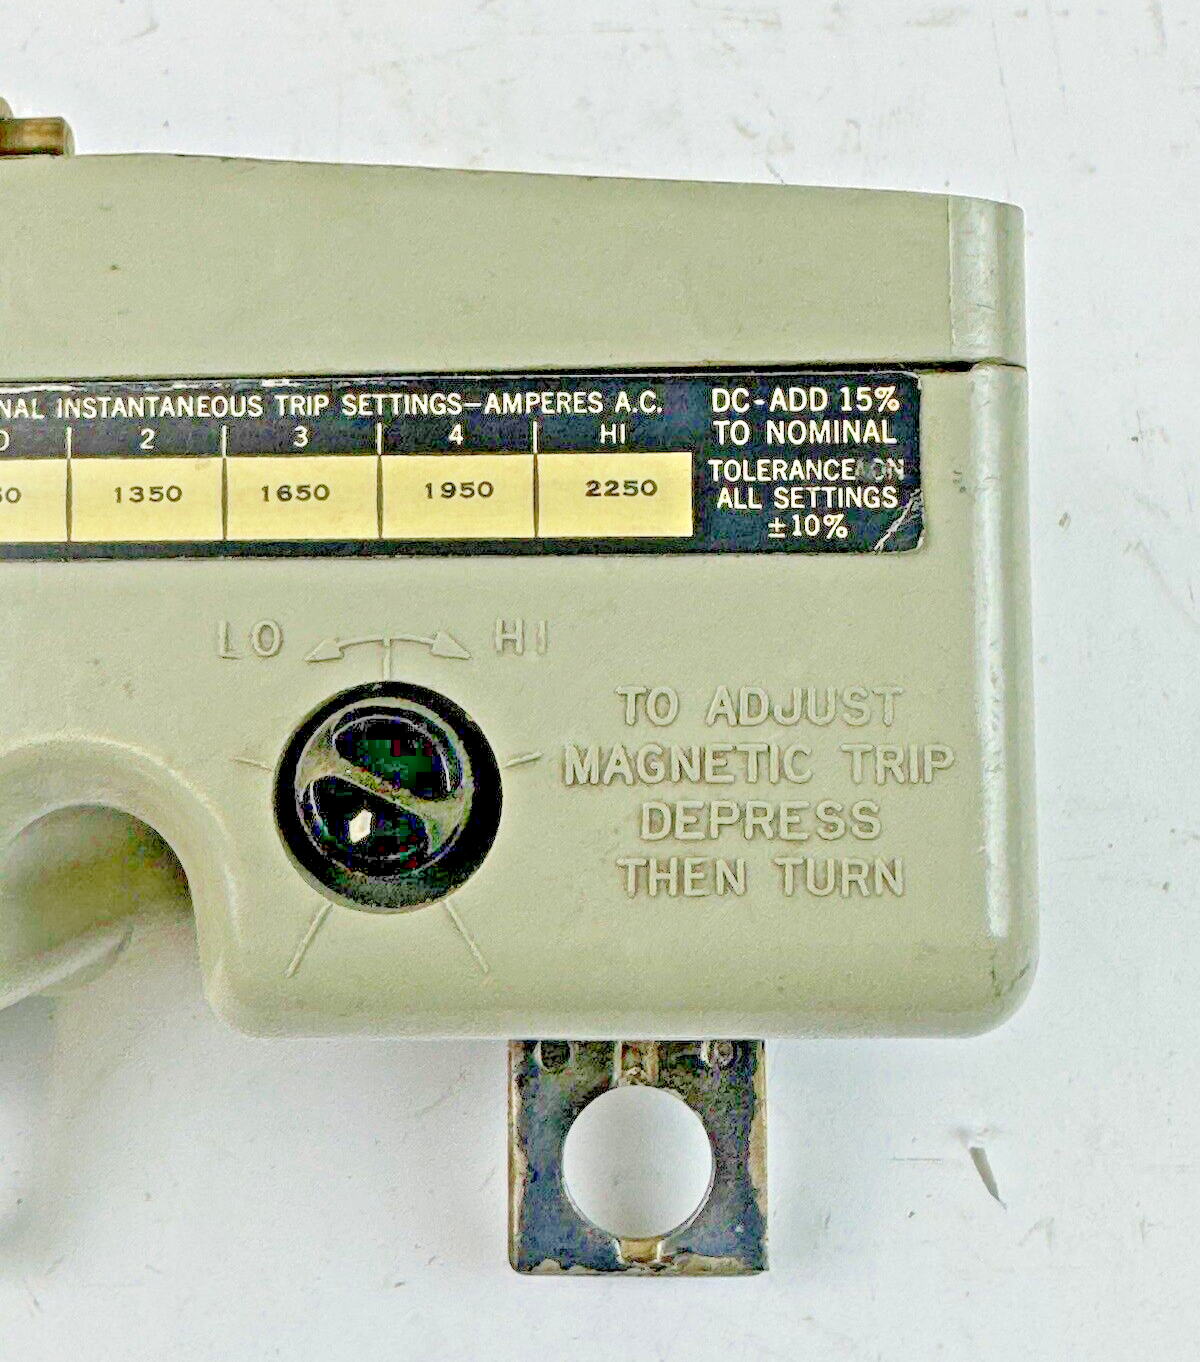 NAL INSTANTANEOUS TRIP SETTINGS—AMPERES A.C.
O 2 3 4 HI
50 1350 1650 1950 2250
DC-ADD 15%
TO NOMINAL
TOLERANCE ON
ALL SETTINGS
±10%
LO HI
TO ADJUST
MAGNETIC TRIP
DEPRESS
THEN TURN